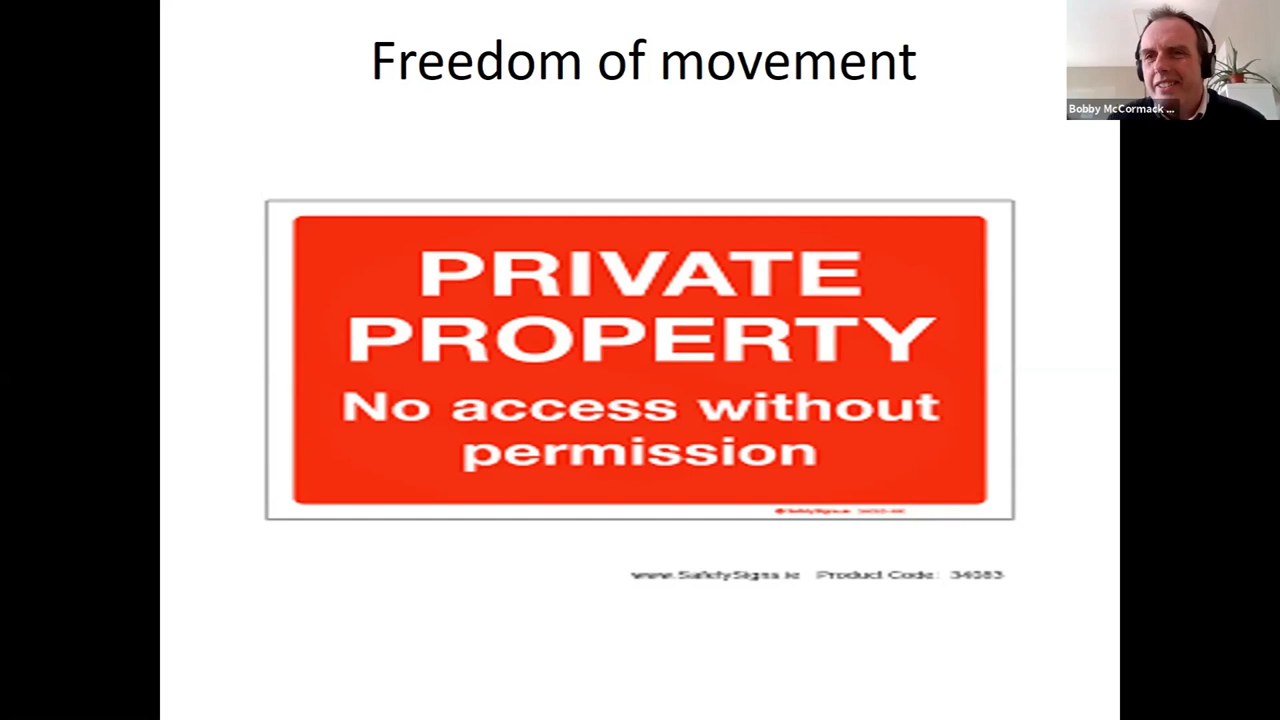 Freedom of movement
Bobby McCormack ...
PRIVATE
PROPERTY
No access without
permission
www.SafetySigns.ie Product Code: 34083